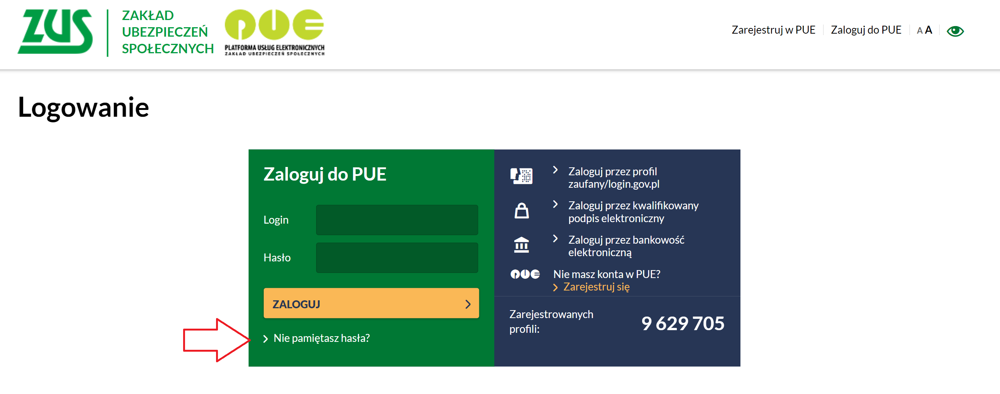 ZUS
ZAKŁAD
UBEZPIECZEŃ
SPOŁECZNYCH
PUE
PLATFORMA USŁUG ELEKTRONICZNYCH
ZAKŁAD UBEZPIECZEŃ SPOŁECZNYCH
Zarejestruj w PUE
Zaloguj do PUE
A A
Logowanie
Zaloguj do PUE
Login
Hasło
ZALOGUJ
Nie pamiętasz hasła?
Zaloguj przez profil
zaufany/login.gov.pl
Zaloguj przez kwalifikowany
podpis elektroniczny
Zaloguj przez bankowość
elektroniczną
PUE
Nie masz konta w PUE?
Zarejestruj się
Zarejestrowanych
profili:
9 629 705